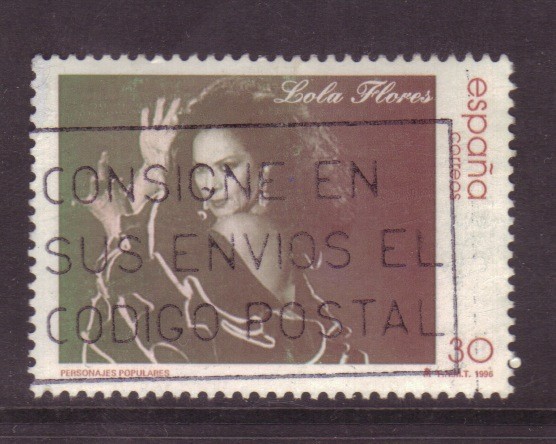 Lola Flores
españa
correos
CONSIGNE EN
SUS ENVIOS EL
CODIGO POSTAL
30
PERSONAJES POPULARES
1996